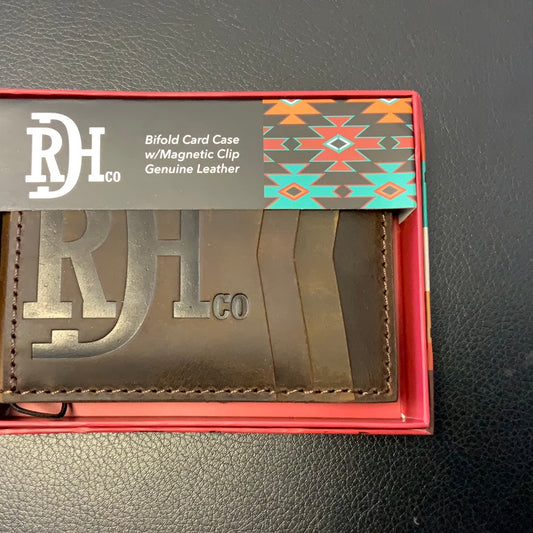 RDH CO
Bifold Card Case
w/Magnetic Clip
Genuine Leather
RDH CO